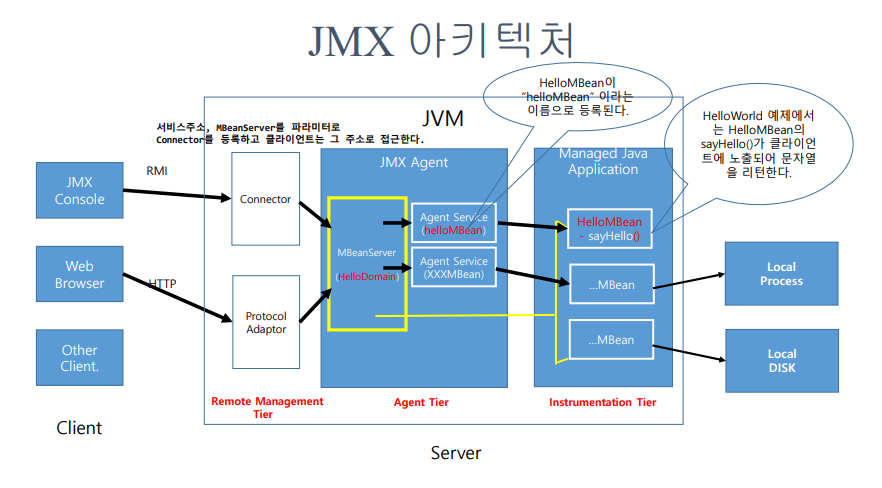 JMX 아키텍처
HelloMBean이
"helloMBean" 이라는
이름으로 등록된다.
JVM
서비스주소, MBeanServer를 파라미터로
Connector를 등록하고 클라이언트는 그 주소로 접근한다.
HelloWorld 예제에서
는 HelloMBean의
sayHello()가 클라이언
트에 노출되어 문자열
을 리턴한다.
JMX
Console
RMI
Connector
JMX Agent
Managed Java
Application
MBeanServer
(HelloDomain)
Agent Service
(helloMBean)
Agent Service
(XXXMBean)
HelloMBean
- sayHello()
Web
Browser
HTTP
Protocol
Adaptor
...MBean
...MBean
Local
Process
Other
Client.
Local
DISK
Remote Management
Tier
Agent Tier
Instrumentation Tier
Client
Server